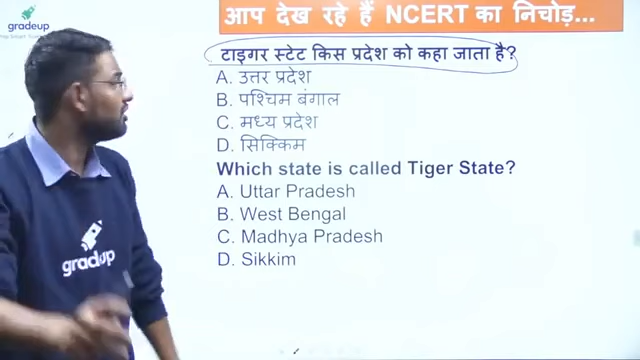 आप देख रहे हैं NCERT का निचोड़...
gradeup
टाइगर स्टेट किस प्रदेश को कहा जाता है?
A. उत्तर प्रदेश
B. पश्चिम बंगाल
C. मध्य प्रदेश
D. सिक्किम
Which state is called Tiger State?
A. Uttar Pradesh
B. West Bengal
C. Madhya Pradesh
D. Sikkim
gradeup